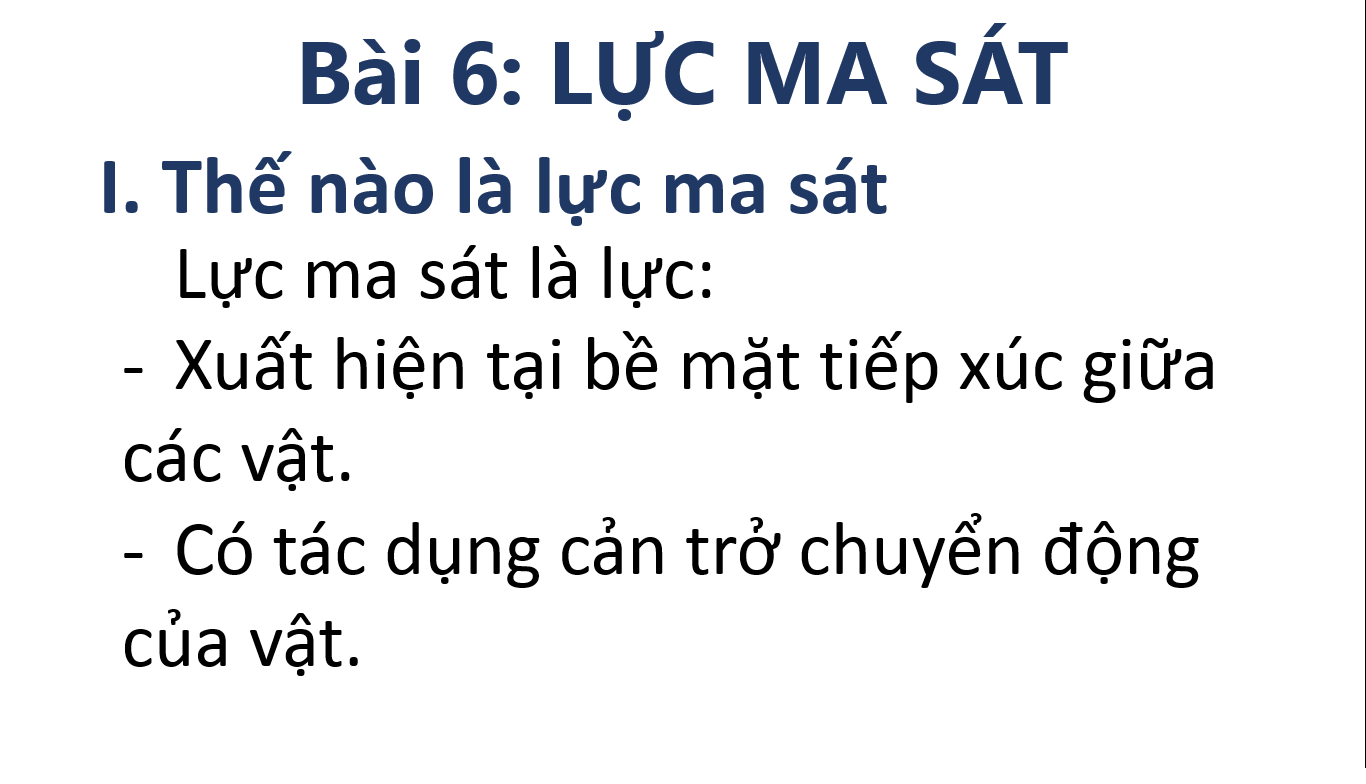 Bài 6: LỰC MA SÁT
I. Thế nào là lực ma sát
Lực ma sát là lực:
- Xuất hiện tại bề mặt tiếp xúc giữa
các vật.
- Có tác dụng cản trở chuyển động
của vật.